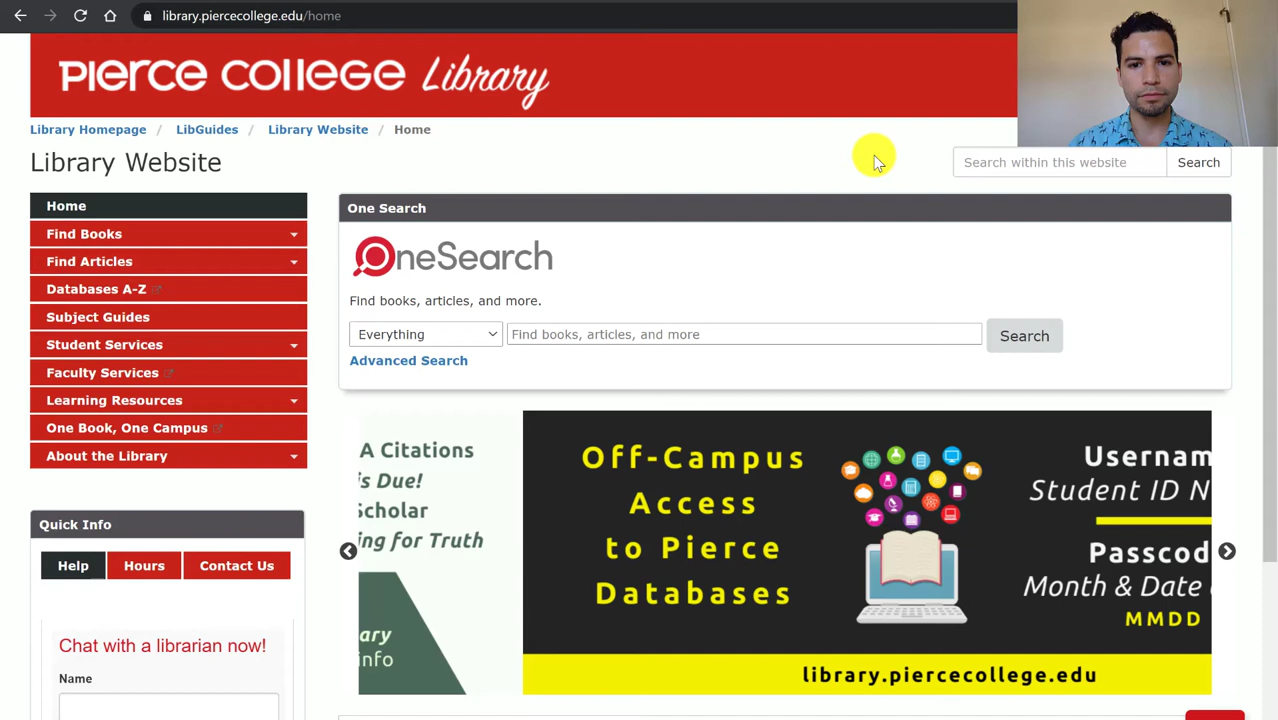 library.piercecollege.edu/home
PIERCE COLLEGE Library
Library Homepage / LibGuides / Library Website / Home
Library Website
Search within this website
Search
Home
Find Books
Find Articles
Databases A-Z
Subject Guides
Student Services
Faculty Services
Learning Resources
One Book, One Campus
About the Library
One Search
OneSearch
Find books, articles, and more.
Everything
Find books, articles, and more
Search
Advanced Search
A Citations
is Due!
Scholar
ing for Truth
ary
info
Off-Campus
Access
to Pierce
Databases
Usernam
Student ID N
Passcod
Month & Date
MMDD
library.piercecollege.edu
Quick Info
Help
Hours
Contact Us
Chat with a librarian now!
Name